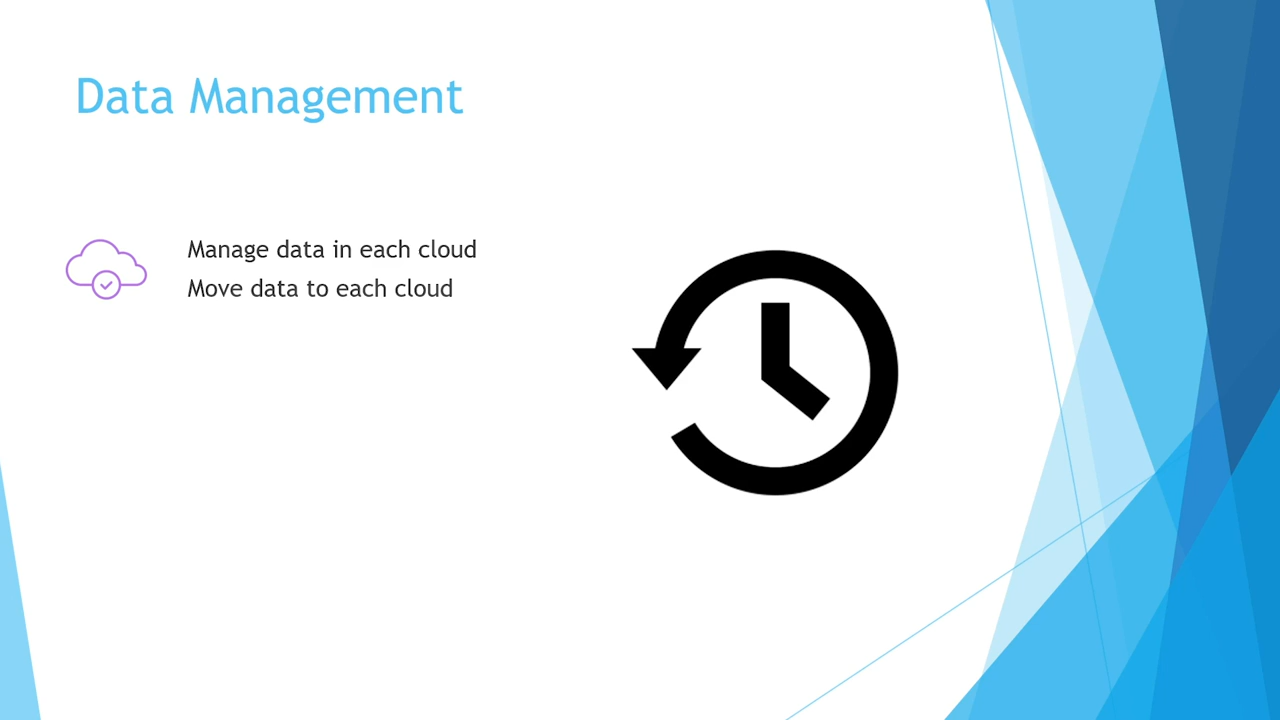 Data Management
Manage data in each cloud
Move data to each cloud